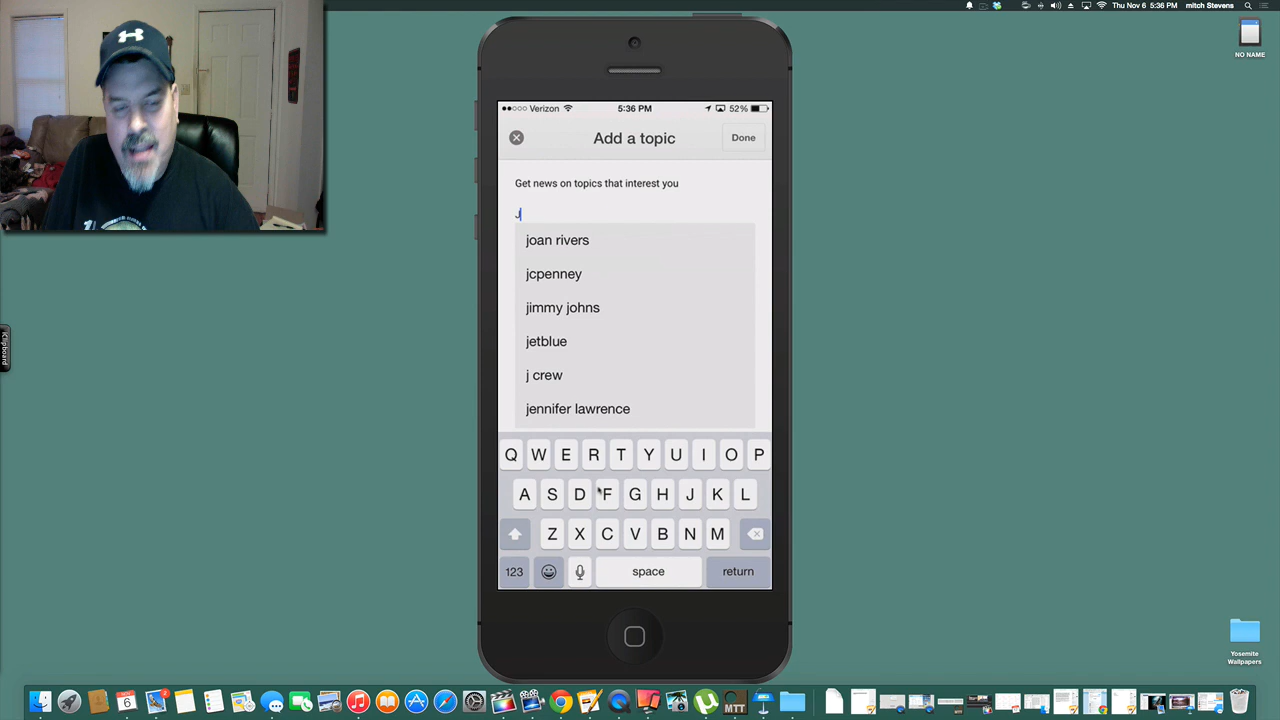 Thu Nov 6 5:36 PM mitch Stevens
NO NAME
Verizon 5:36 PM 52%
Add a topic Done
Get news on topics that interest you
J
joan rivers
jcpenney
jimmy johns
jetblue
j crew
jennifer lawrence
Q W E R T Y U I O P
A S D F G H J K L
Z X C V B N M
123 space return
iClipboard
Yosemite
Wallpapers
MTT